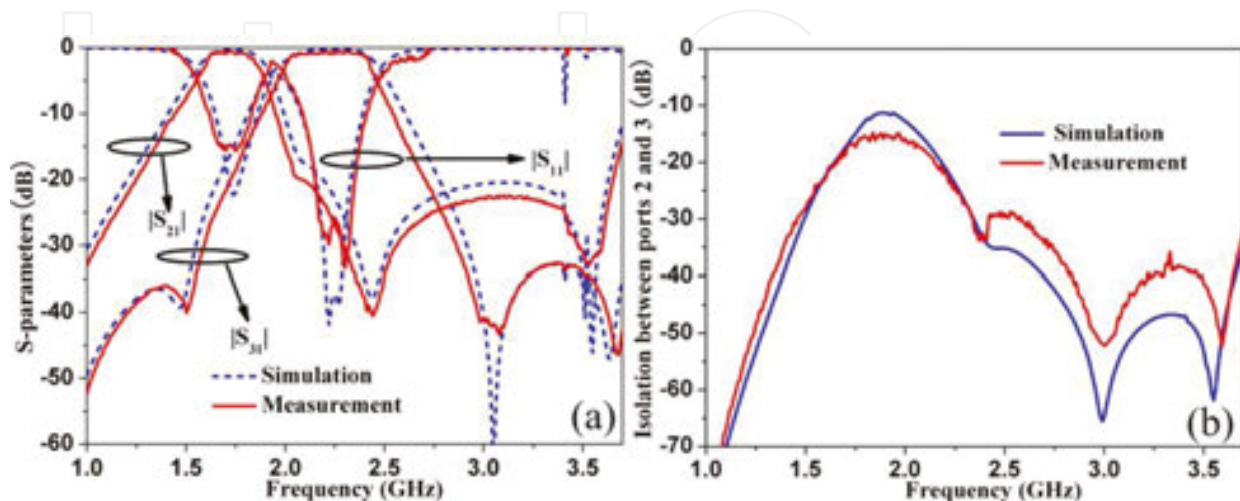 0
-10
-20
-30
-40
-50
-60
S-parameters(dB)
|S21|
|S31|
|S11|
Simulation
Measurement
(a)
1.0 1.5 2.0 2.5 3.0 3.5
Frequency (GHz)
0
-10
-20
-30
-40
-50
-60
-70
Isolation between ports 2 and 3 (dB)
Simulation
Measurement
(b)
1.0 1.5 2.0 2.5 3.0 3.5
Frequency (GHz)